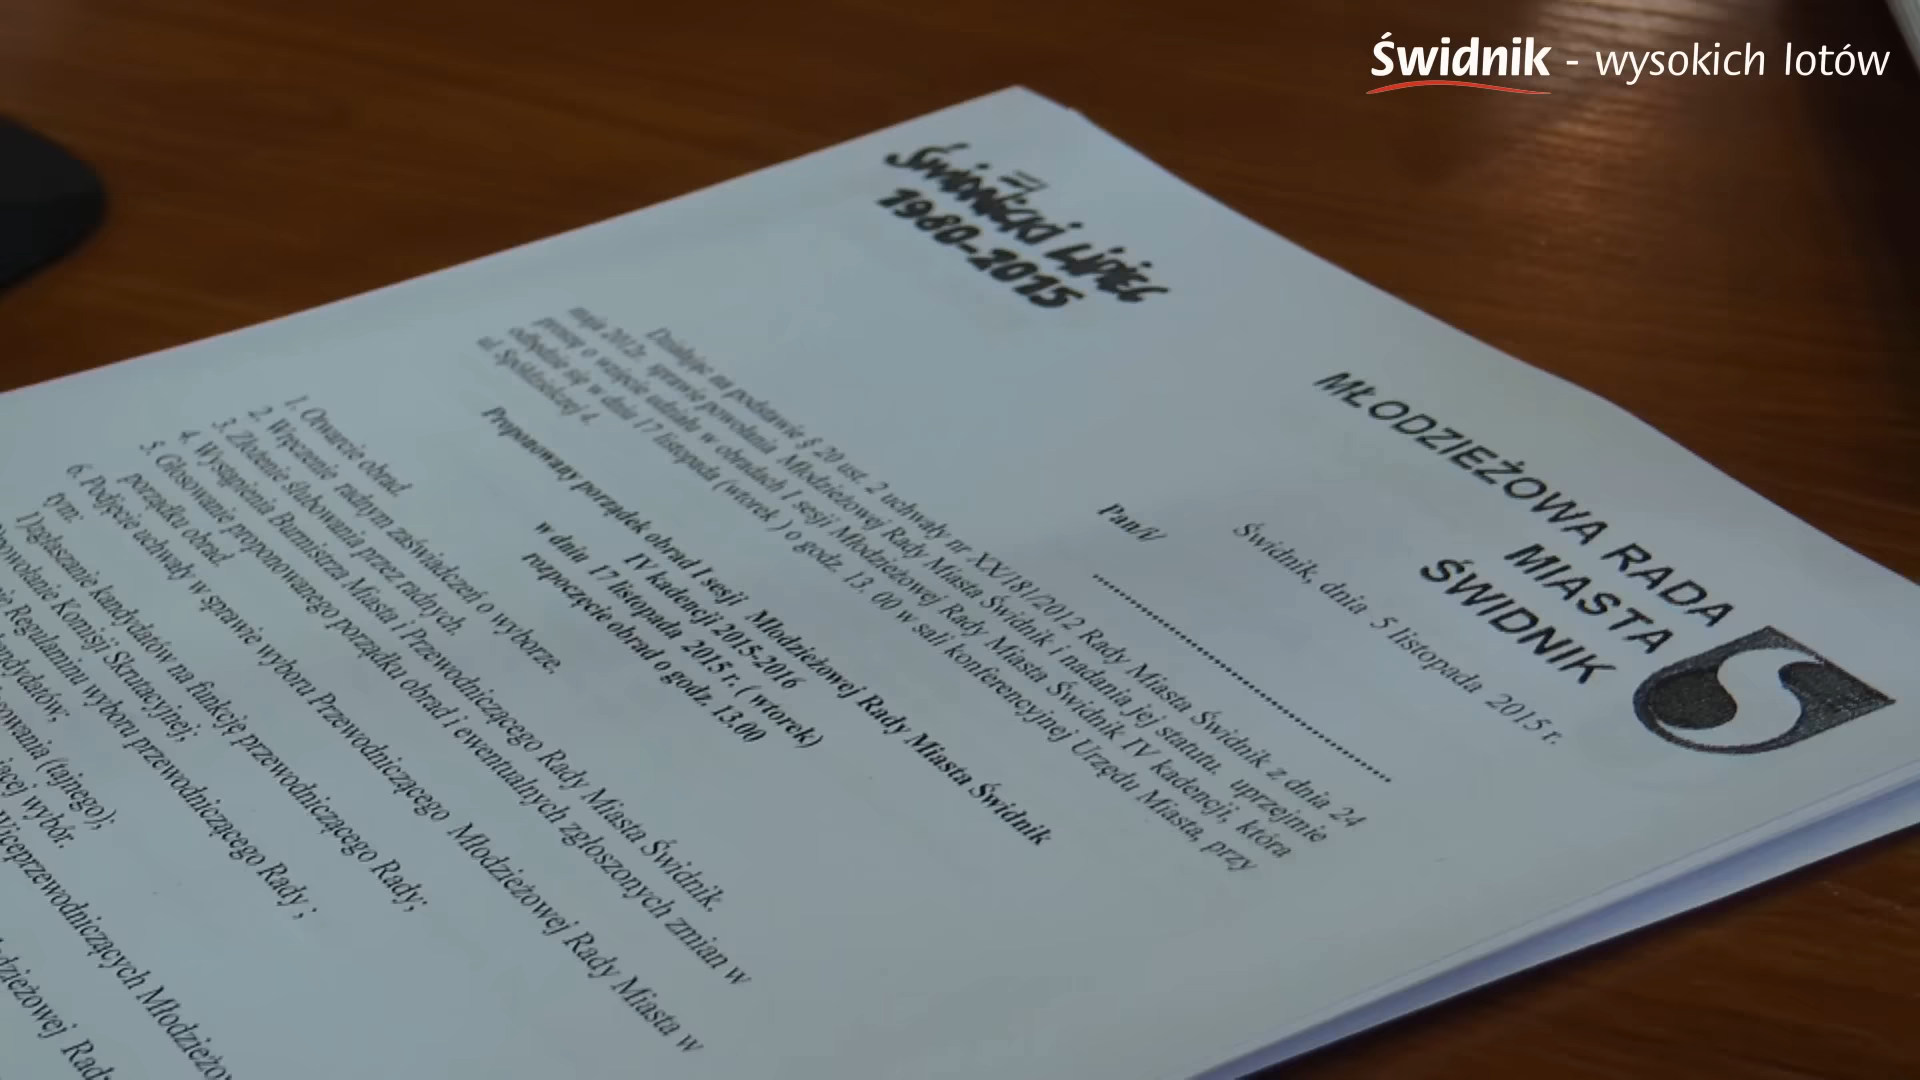 Świdnik - wysokich lotów
Świdnicki Lipiec
1980-2015
MŁODZIEŻOWA RADA
MIASTA
ŚWIDNIK
Świdnik, dnia 5 listopada 2015 r.
Pan/i/
Działając na podstawie § 20 ust. 2 uchwały nr XX/181/2012 Rady Miasta Świdnik z dnia 24
maja 2012r. sprawie powołania Młodzieżowej Rady Miasta Świdnik i nadania jej statutu, uprzejmie
proszę o wzięcie udziału w obradach I sesji Młodzieżowej Rady Miasta Świdnik IV kadencji, która
odbędzie się w dniu 17 listopada (wtorek ) o godz. 13. 00 w sali konferencyjnej Urzędu Miasta, przy
ul. Spółdzielczej 4.
Proponowany porządek obrad I sesji Młodzieżowej Rady Miasta Świdnik
IV kadencji 2015-2016
w dniu 17 listopada 2015 r. ( wtorek)
rozpoczęcie obrad o godz. 13.00
1. Otwarcie obrad.
2. Wręczenie radnym zaświadczeń o wyborze.
3. Złożenie ślubowania przez radnych.
4. Wystąpienia Burmistrza Miasta i Przewodniczącego Rady Miasta Świdnik.
5. Głosowanie proponowanego porządku obrad i ewentualnych zgłoszonych zmian w
porządku obrad.
6. Podjęcie uchwały w sprawie wyboru Przewodniczącego Młodzieżowej Rady Miasta w
tym:
1)zgłaszanie kandydatów na funkcję przewodniczącego Rady;
powołanie Komisji Skrutacyjnej;
Regulaminu wyboru przewodniczącego Rady ;
kandydatów;
(tajnego);
wybór.
Wiceprzewodniczących
Rady